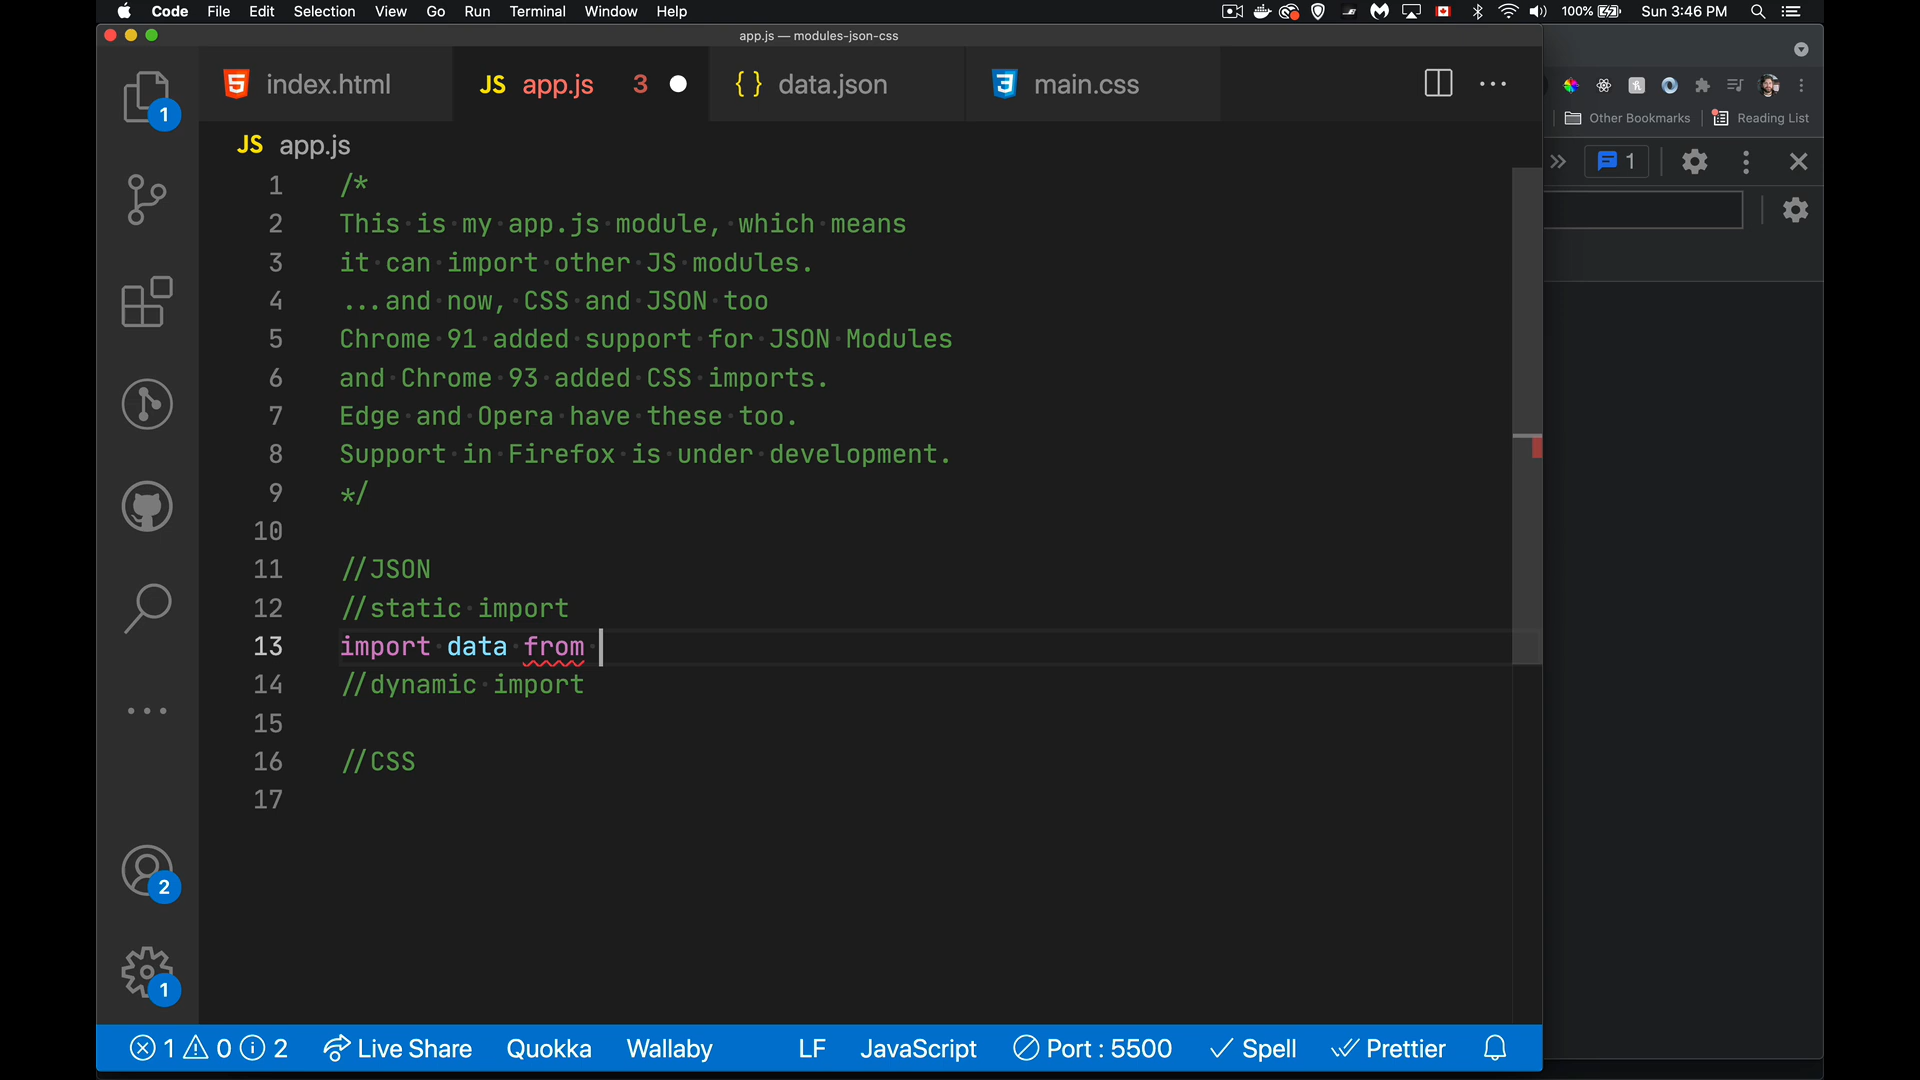 Code File Edit Selection View Go Run Terminal Window Help 100% Sun 3:46 PM
app.js — modules-json-css
index.html JS app.js 3 {} data.json main.css
Other Bookmarks Reading List
1
JS app.js
1 /*
2 This is my app.js module, which means
3 it can import other JS modules.
4 ...and now, CSS and JSON too
5 Chrome 91 added support for JSON Modules
6 and Chrome 93 added CSS imports.
7 Edge and Opera have these too.
8 Support in Firefox is under development.
9 */
10
11 //JSON
12 //static import
13 import data from
14 //dynamic import
15
16 //CSS
17
1
2
1
1 0 2 Live Share Quokka Wallaby LF JavaScript Port : 5500 Spell Prettier